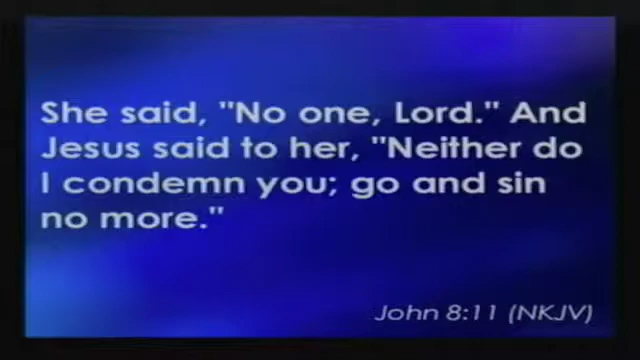 She said, "No one, Lord." And
Jesus said to her, "Neither do
I condemn you; go and sin
no more."
John 8:11 (NKJV)